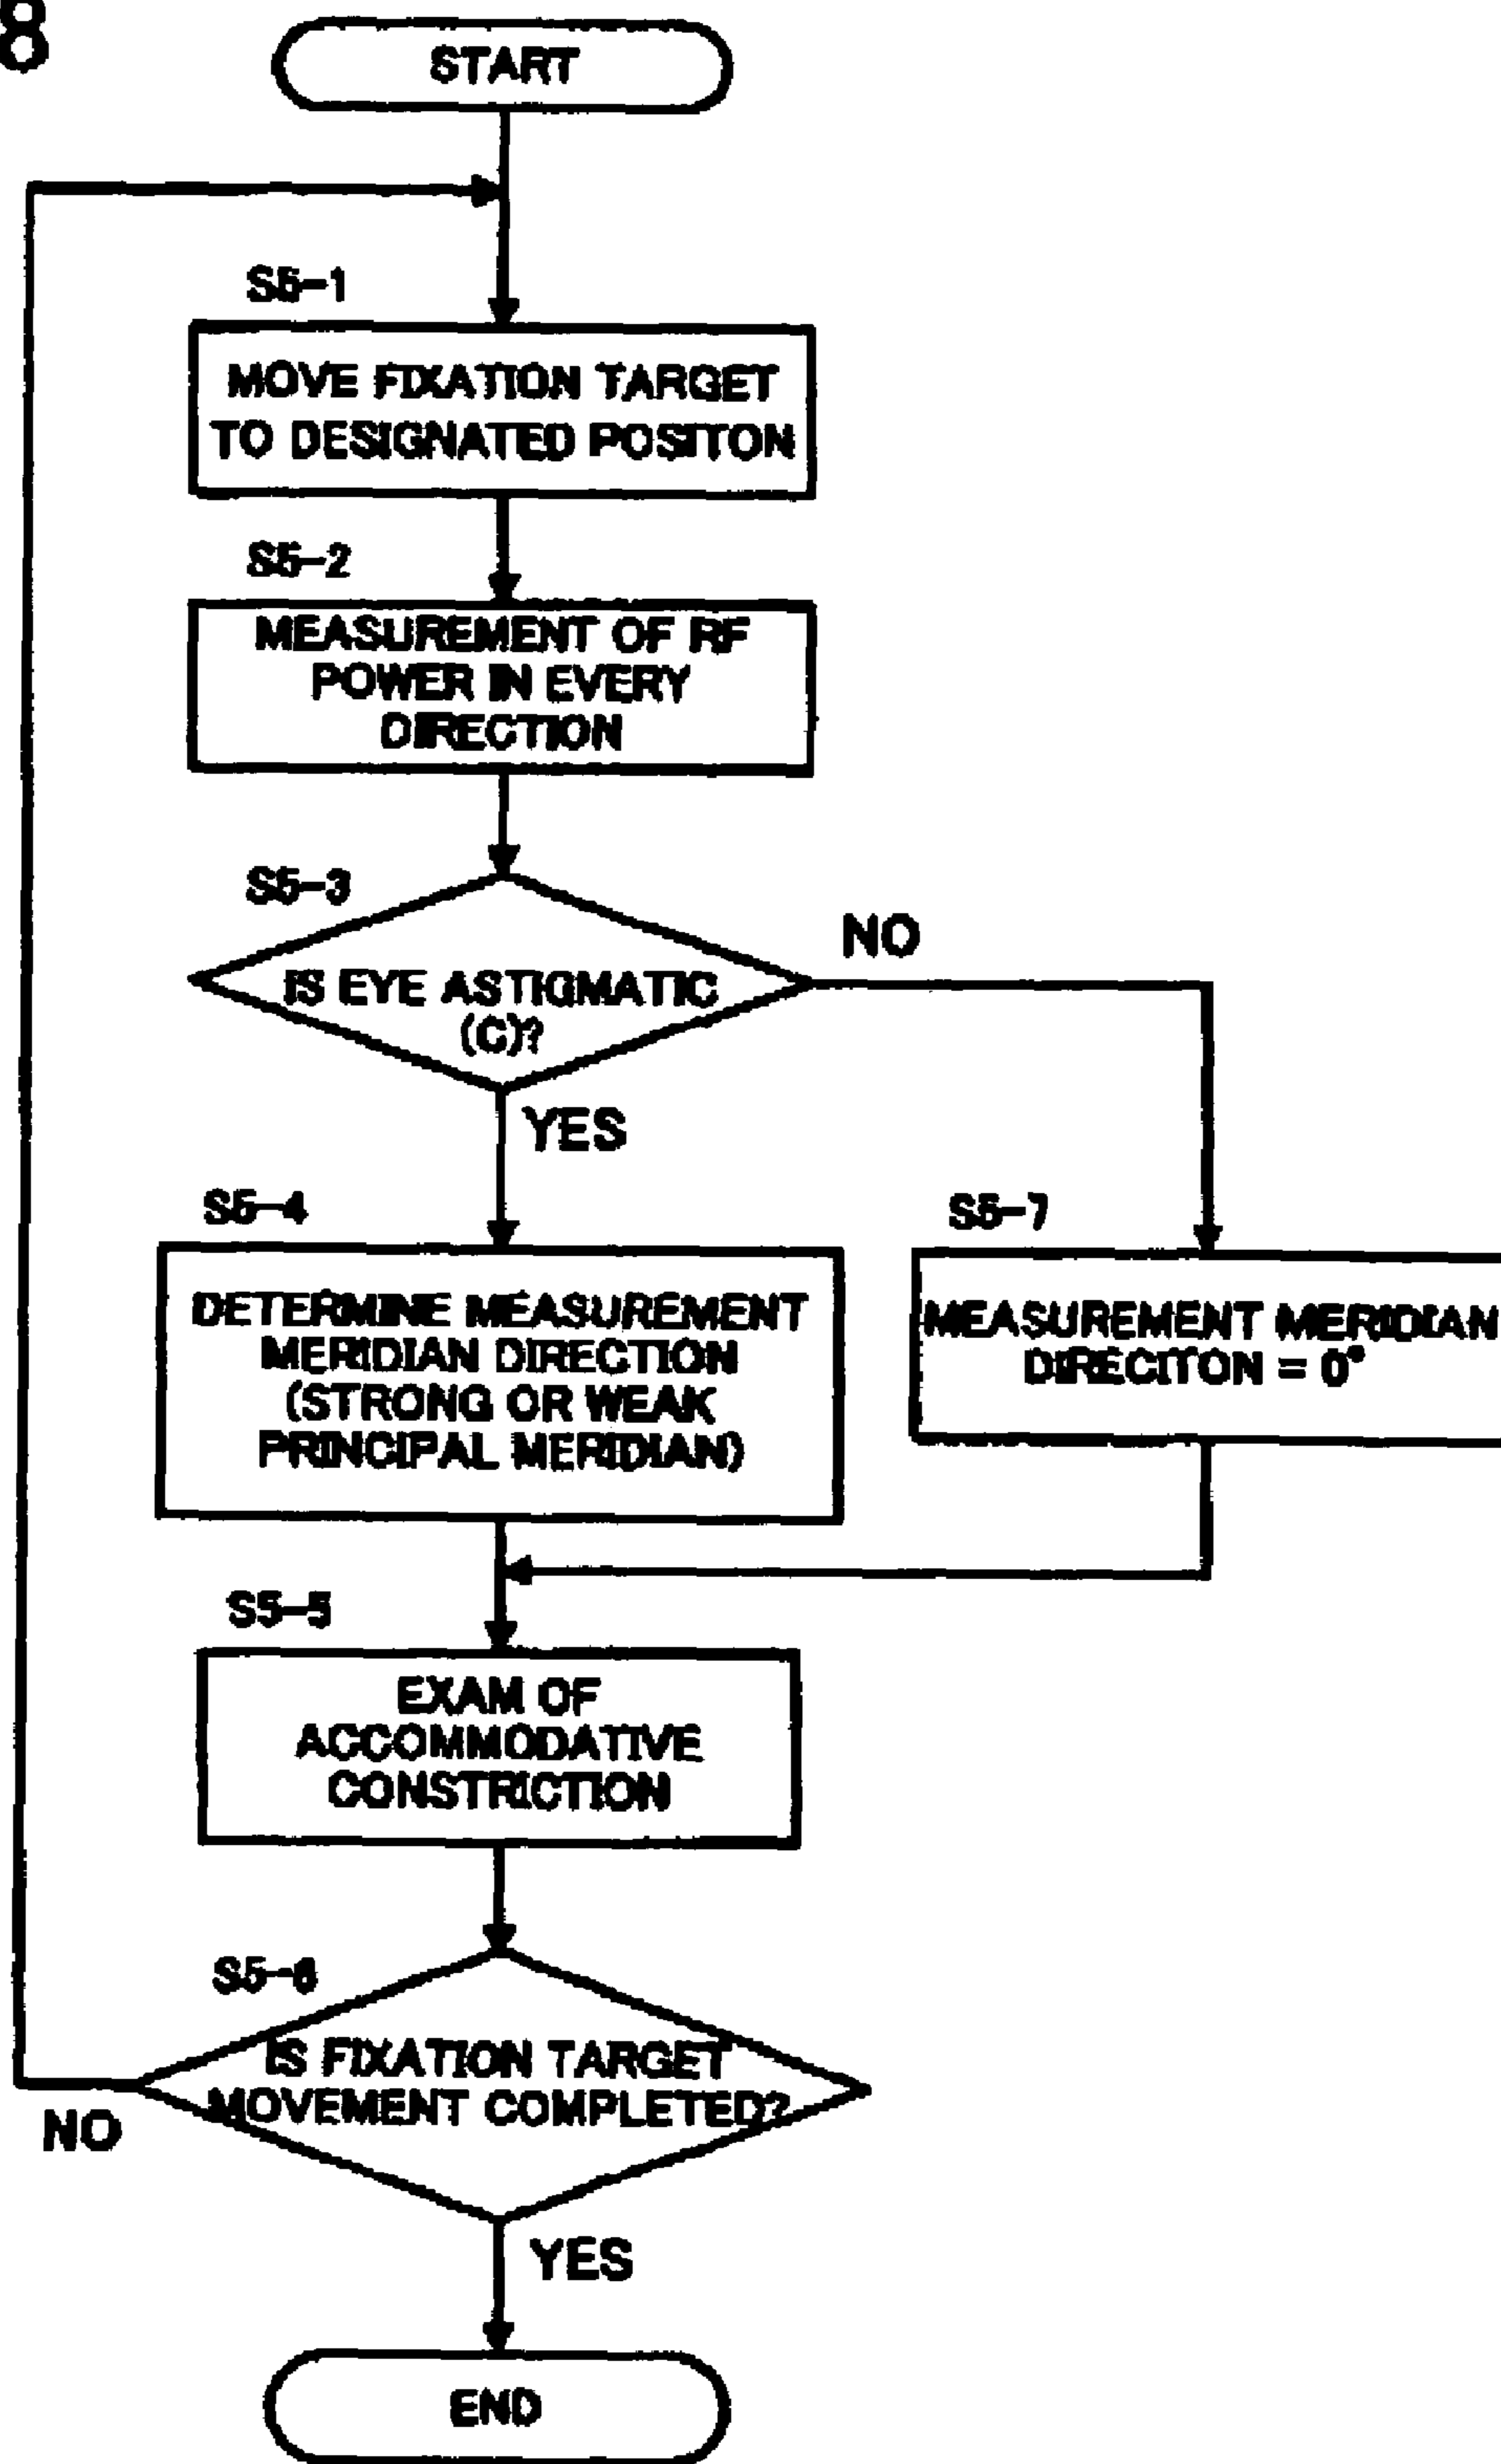 8
START
S5-1
MOVE FIXATION TARGET
TO DESIGNATED POSITON
S5-2
MEASUREMENT OF RF
POWER IN EVERY
DIRECTION
S5-3
IS EYE ASTIGMATIC
(C)?
NO
YES
S5-4
DETERMINE MEASUREMENT
MERIDIAN DIRECTION
(STRONG OR WEAK
PRINCIPAL MERIDIAN)
S5-7
MEASUREMENT MERIDIAN
DIRECITON = 0°
S5-5
EXAM OF
ACCOMMODATIVE
CONSTRICTION
S5-6
IS FIXATION TARGET
MOVEMENT COMPLETED?
NO
YES
END